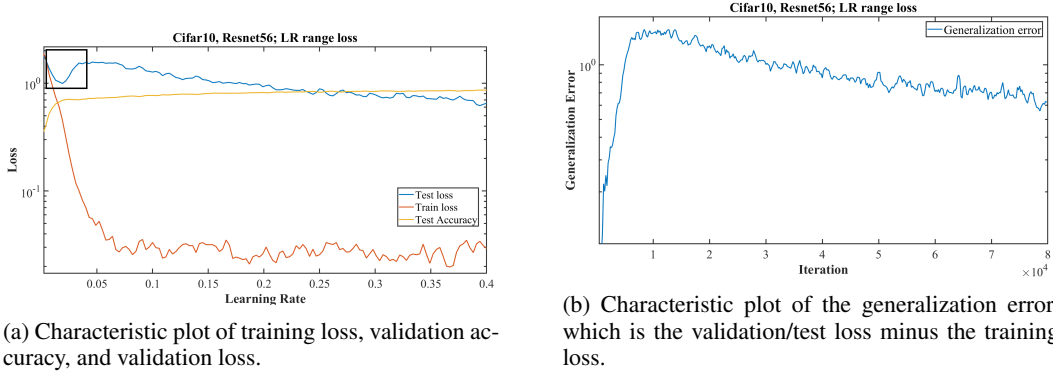 Cifar10, Resnet56; LR range loss
10^0
Loss
10^-1
Test loss
Train loss
Test Accuracy
0.05 0.1 0.15 0.2 0.25 0.3 0.35 0.4
Learning Rate
(a) Characteristic plot of training loss, validation ac-
curacy, and validation loss.
Cifar10, Resnet56; LR range loss
Generalization error
10^0
Generalization Error
1 2 3 4 5 6 7 8
Iteration
×10^4
(b) Characteristic plot of the generalization error
which is the validation/test loss minus the training
loss.